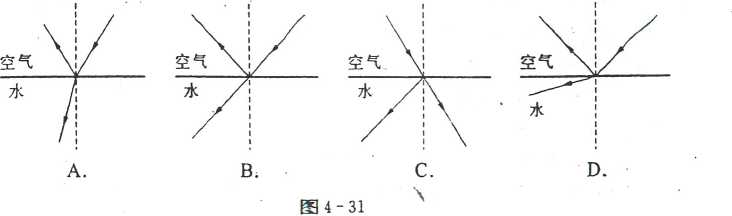 空气 空气 空气 空气
水 水 水 水
A. B. C. D.
图4-31